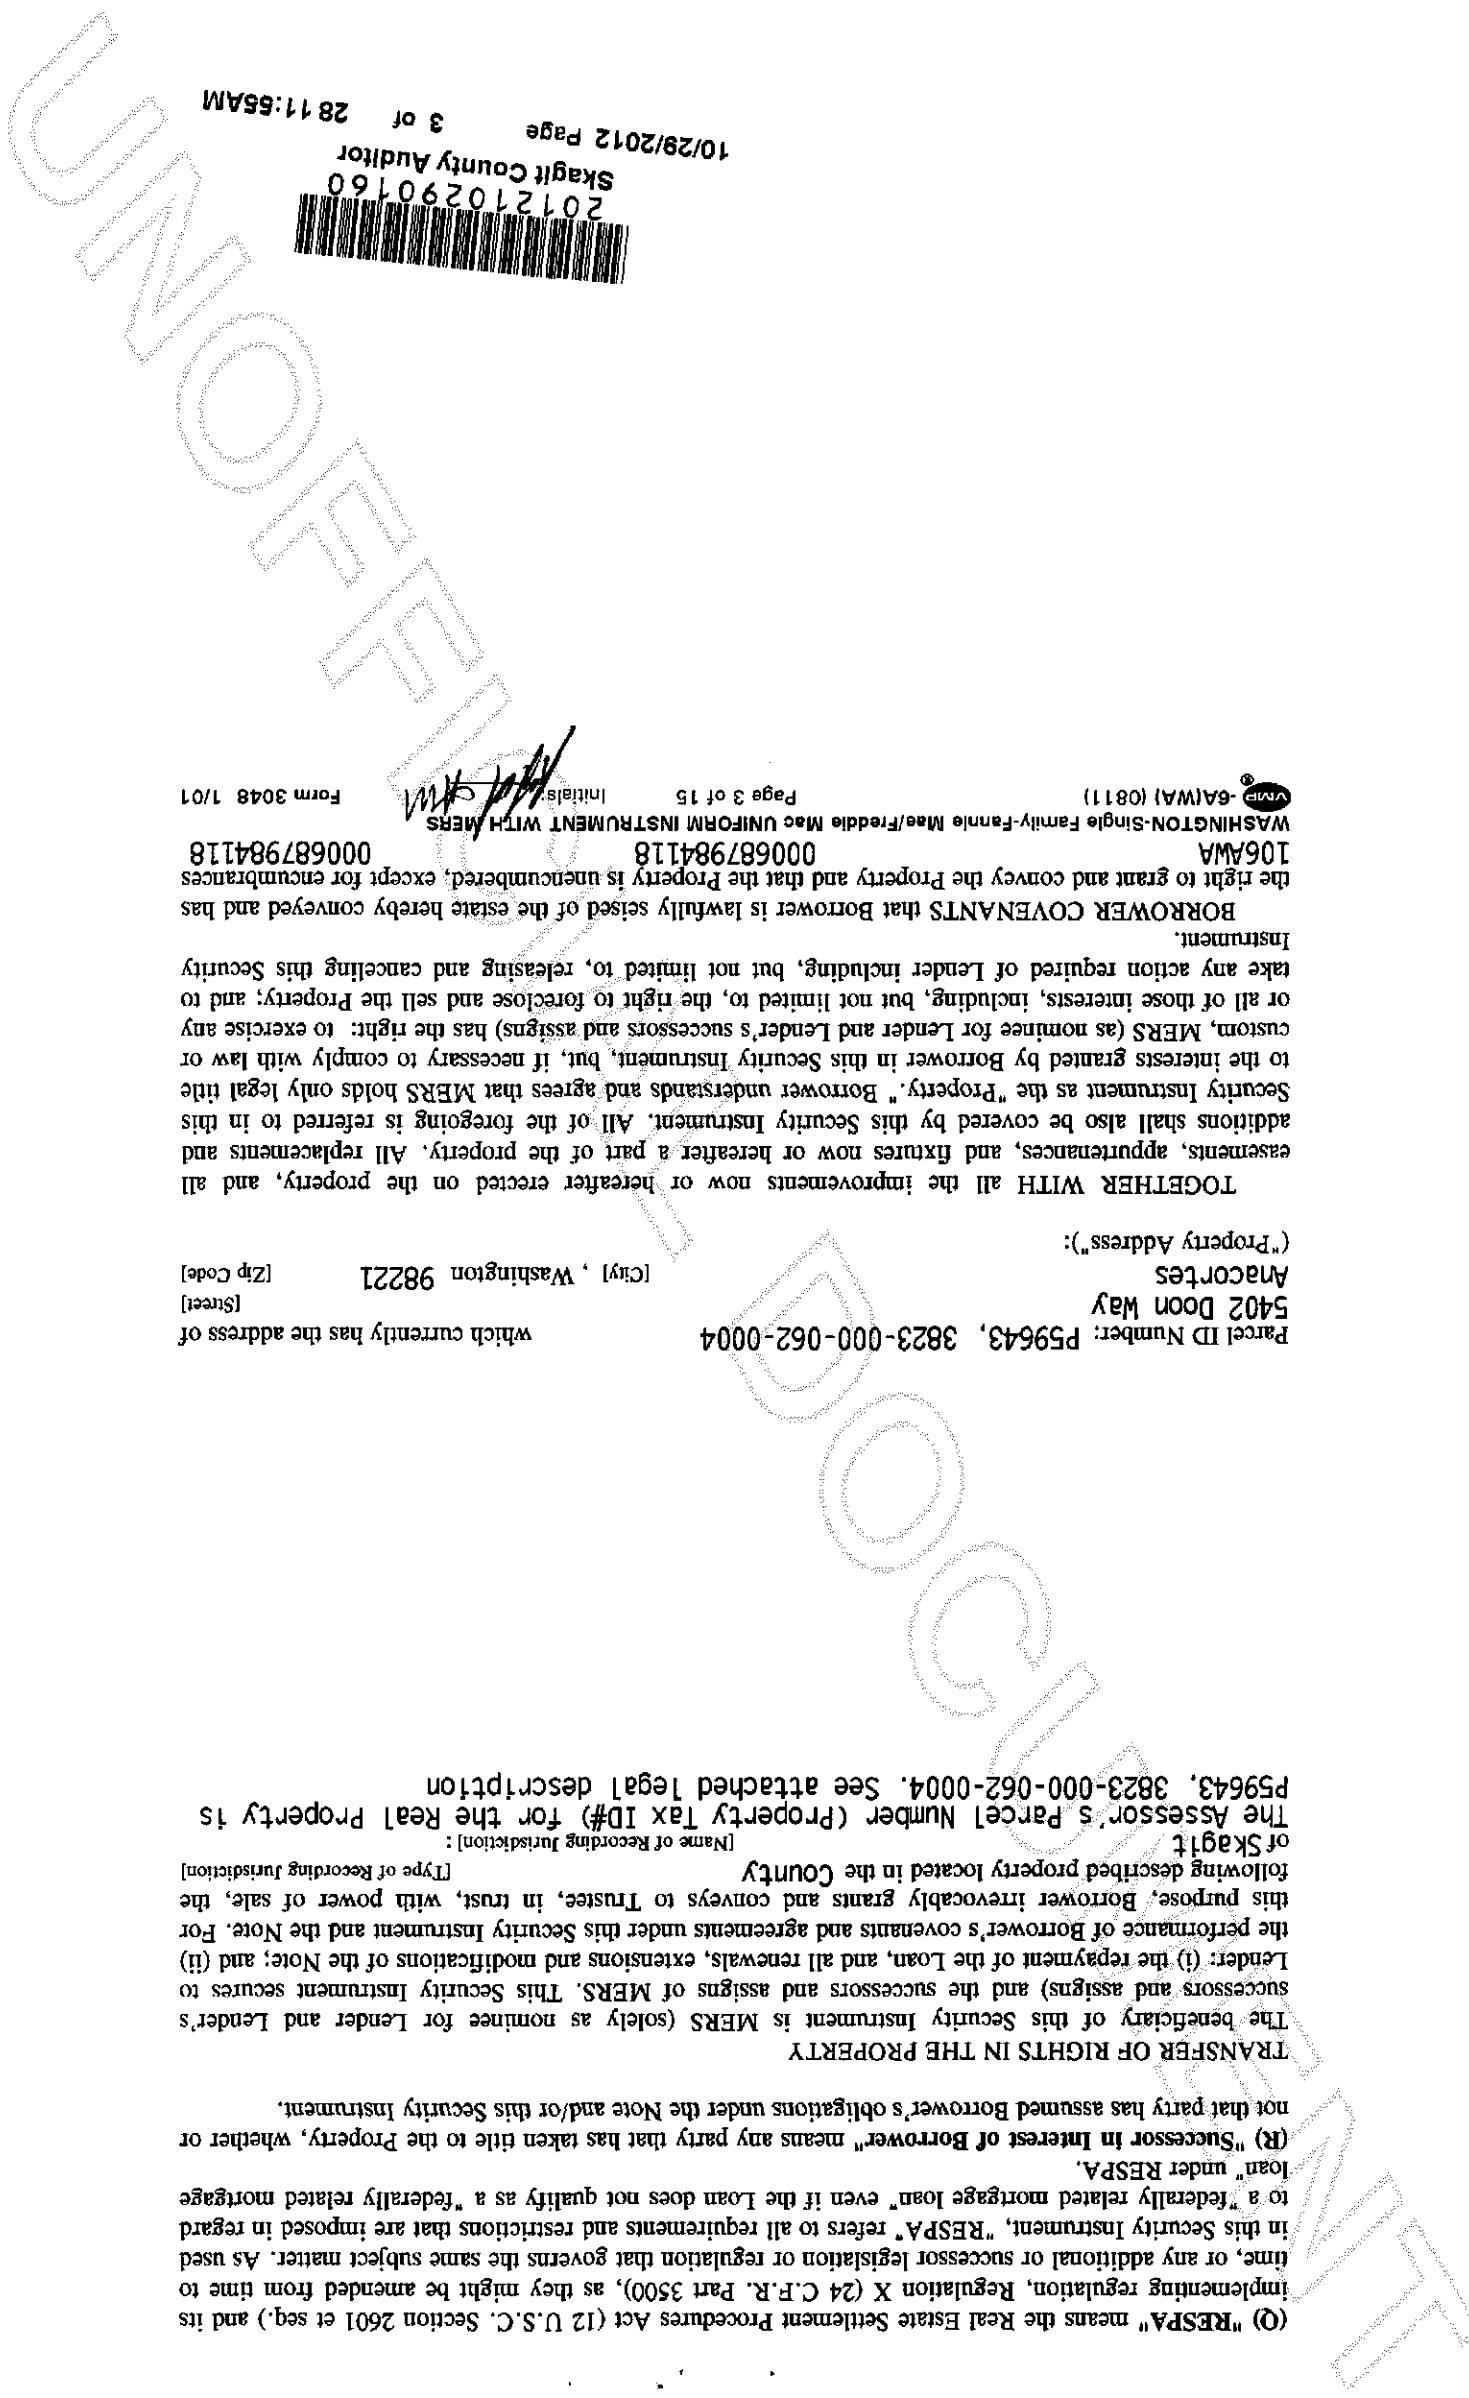 (Q) "RESPA" means the Real Estate Settlement Procedures Act (12 U.S.C. Section 2601 et seq.) and its
implementing regulation, Regulation X (24 C.F.R. Part 3500), as they might be amended from time to
time, or any additional or successor legislation or regulation that governs the same subject matter. As used
in this Security Instrument, "RESPA" refers to all requirements and restrictions that are imposed in regard
to a "federally related mortgage loan" even if the Loan does not qualify as a "federally related mortgage
loan" under RESPA.
(R) "Successor in Interest of Borrower" means any party that has taken title to the Property, whether or
not that party has assumed Borrower's obligations under the Note and/or this Security Instrument.
TRANSFER OF RIGHTS IN THE PROPERTY
The beneficiary of this Security Instrument is MERS (solely as nominee for Lender and Lender's
successors and assigns) and the successors and assigns of MERS. This Security Instrument secures to
Lender: (i) the repayment of the Loan, and all renewals, extensions and modifications of the Note; and (ii)
the performance of Borrower's covenants and agreements under this Security Instrument and the Note. For
this purpose, Borrower irrevocably grants and conveys to Trustee, in trust, with power of sale, the
following described property located in the County [Type of Recording Jurisdiction]
of Skagit [Name of Recording Jurisdiction] :
The Assessor's Parcel Number (Property Tax ID#) for the Real Property is
P59643, 3823-000-062-0004. See attached legal description
Parcel ID Number: P59643, 3823-000-062-0004 which currently has the address of
5402 Doon Way [Street]
Anacortes [City] , Washington 98221 [Zip Code]
("Property Address"):
TOGETHER WITH all the improvements now or hereafter erected on the property, and all
easements, appurtenances, and fixtures now or hereafter a part of the property. All replacements and
additions shall also be covered by this Security Instrument. All of the foregoing is referred to in this
Security Instrument as the "Property." Borrower understands and agrees that MERS holds only legal title
to the interests granted by Borrower in this Security Instrument, but, if necessary to comply with law or
custom, MERS (as nominee for Lender and Lender's successors and assigns) has the right: to exercise any
or all of those interests, including, but not limited to, the right to foreclose and sell the Property; and to
take any action required of Lender including, but not limited to, releasing and canceling this Security
Instrument.
BORROWER COVENANTS that Borrower is lawfully seised of the estate hereby conveyed and has
the right to grant and convey the Property and that the Property is unencumbered, except for encumbrances
106AWA 000687984118 000687984118
WASHINGTON-Single Family-Fannie Mae/Freddie Mac UNIFORM INSTRUMENT WITH MERS
VMP ® -6A(WA) (0811) Page 3 of 15 Initials: Form 3048 1/01
201210290160
Skagit County Auditor
10/29/2012 Page 3 of 28 11:55AM
UNOFFICIAL DOCUMENT